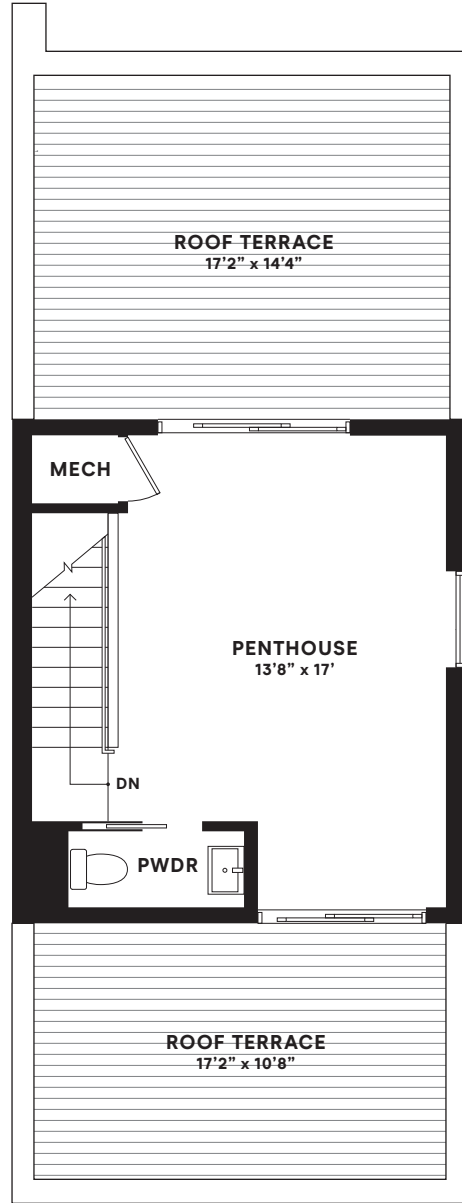 ROOF TERRACE
17’2” x 14’4”
MECH
PENTHOUSE
13’8” x 17’
DN
PWDR
ROOF TERRACE
17’2” x 10’8”